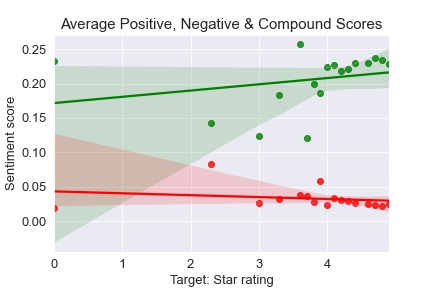 Average Positive, Negative & Compound Scores
0.25
0.20
0.15
0.10
0.05
0.00
Sentiment score
0 1 2 3 4
Target: Star rating